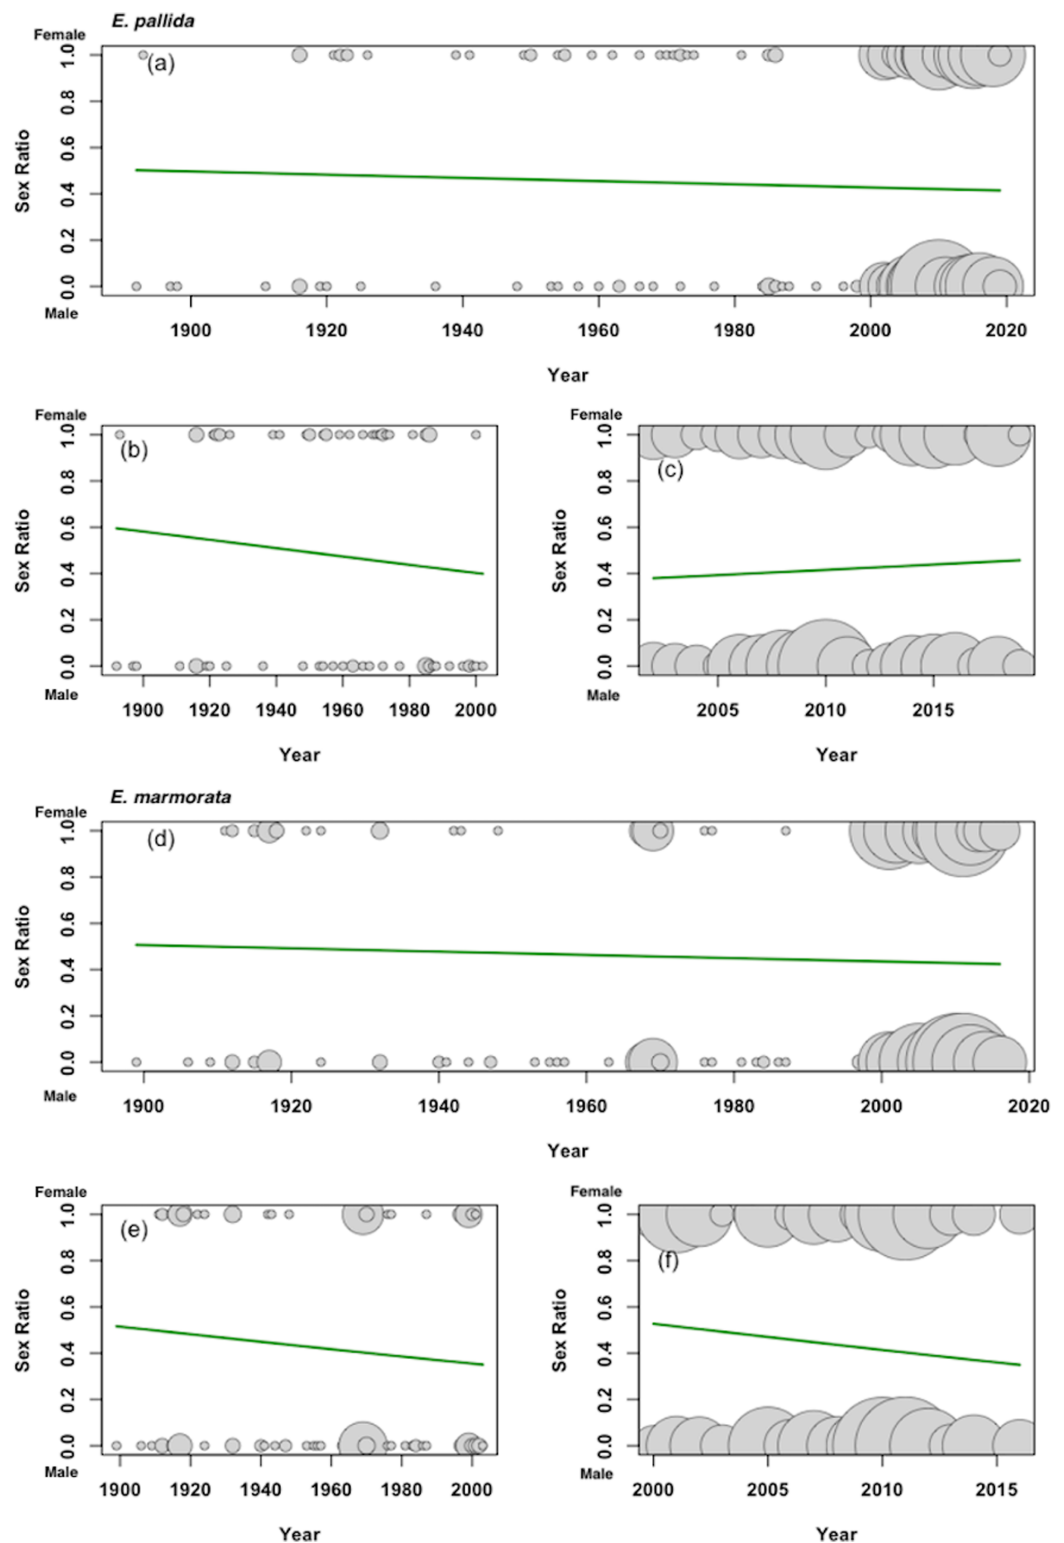 E. pallida
Female
(a)
1.0
0.8
0.6
0.4
0.2
0.0
Sex Ratio
Male
1900 1920 1940 1960 1980 2000 2020
Year
Female
(b)
1.0
0.8
0.6
0.4
0.2
0.0
Sex Ratio
Male
1900 1920 1940 1960 1980 2000
Year
Female
(c)
1.0
0.8
0.6
0.4
0.2
0.0
Sex Ratio
Male
2005 2010 2015
Year
E. marmorata
Female
(d)
1.0
0.8
0.6
0.4
0.2
0.0
Sex Ratio
Male
1900 1920 1940 1960 1980 2000 2020
Year
Female
(e)
1.0
0.8
0.6
0.4
0.2
0.0
Sex Ratio
Male
1900 1920 1940 1960 1980 2000
Year
Female
(f)
1.0
0.8
0.6
0.4
0.2
0.0
Sex Ratio
Male
2000 2005 2010 2015
Year